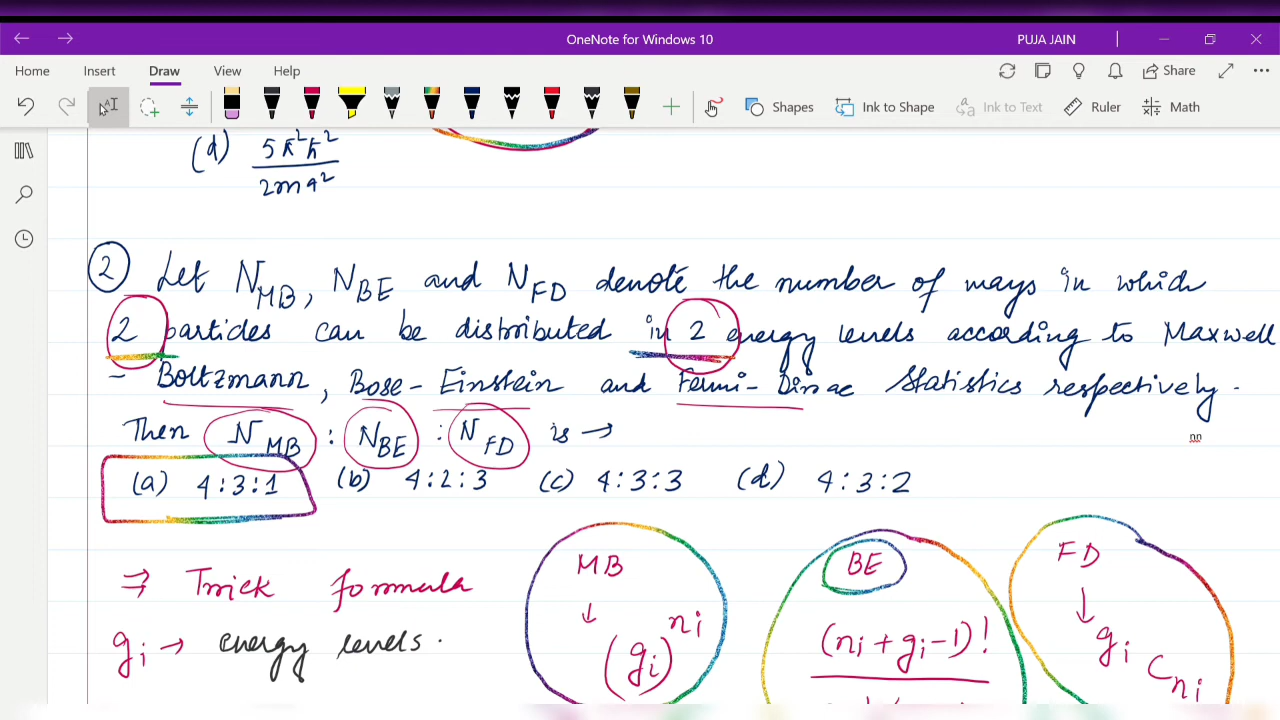 OneNote for Windows 10
PUJA JAIN
Home Insert Draw View Help
Share
Shapes Ink to Shape Ink to Text Ruler Math
(d) 5π²ħ² / 2ma²
② Let N_MB, N_BE and N_FD denote the number of ways in which
2 particles can be distributed in 2 energy levels according to Maxwell
- Boltzmann, Bose-Einstein and Fermi-Dirac Statistics respectively.
Then N_MB : N_BE : N_FD is →
(a) 4:3:1 (b) 4:2:3 (c) 4:3:3 (d) 4:3:2
⇒ Trick formula
MB ↓ (gi)^ni
BE (ni+gi-1)!
FD ↓ gi C ni
gi → energy levels.